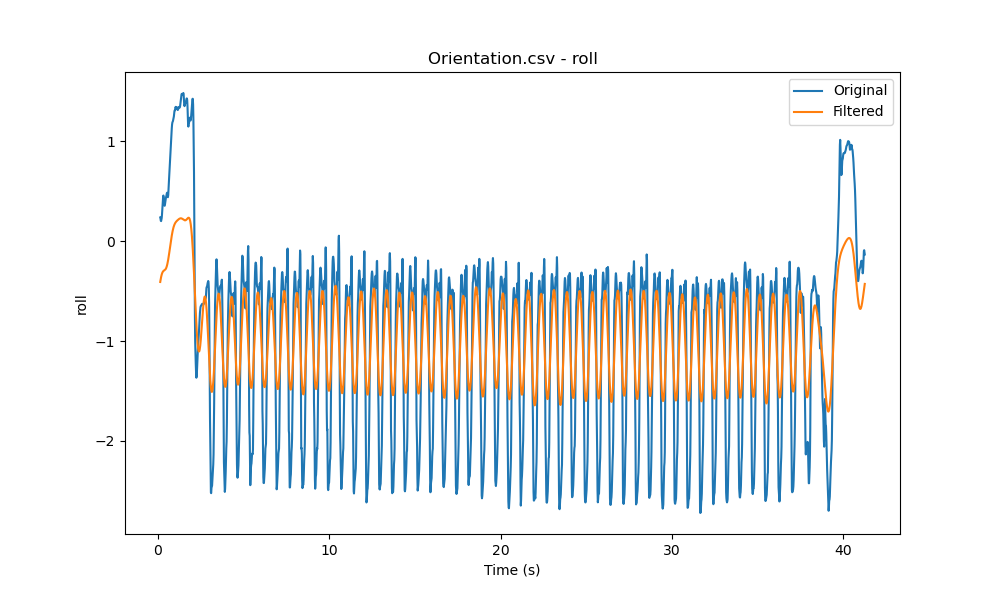 Orientation.csv - roll
Original
Filtered
1
0
−1
−2
roll
0
10
20
30
40
Time (s)